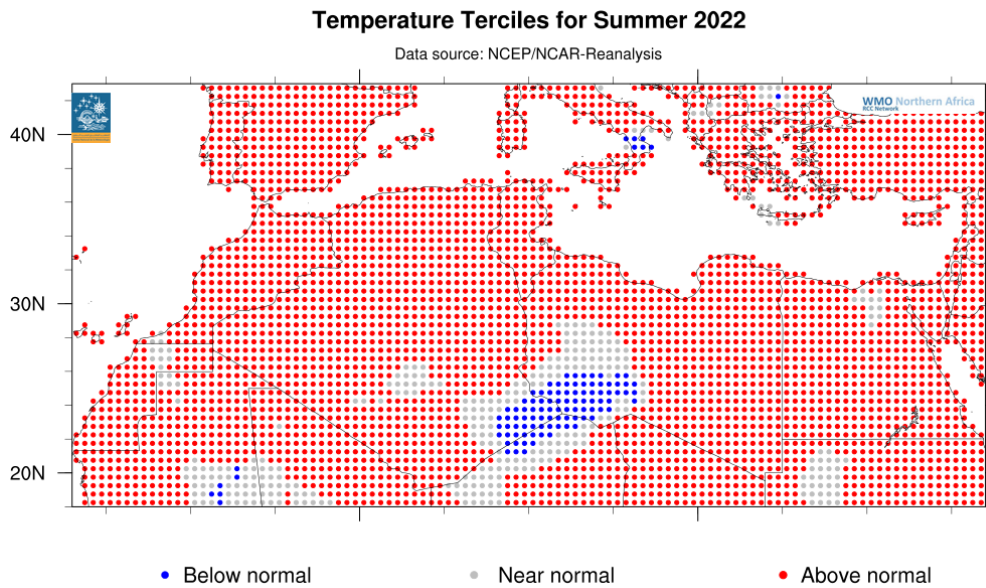 Temperature Terciles for Summer 2022
Data source: NCEP/NCAR-Reanalysis
WMO Northern Africa
RCC Network
40N
30N
20N
Below normal
Near normal
Above normal